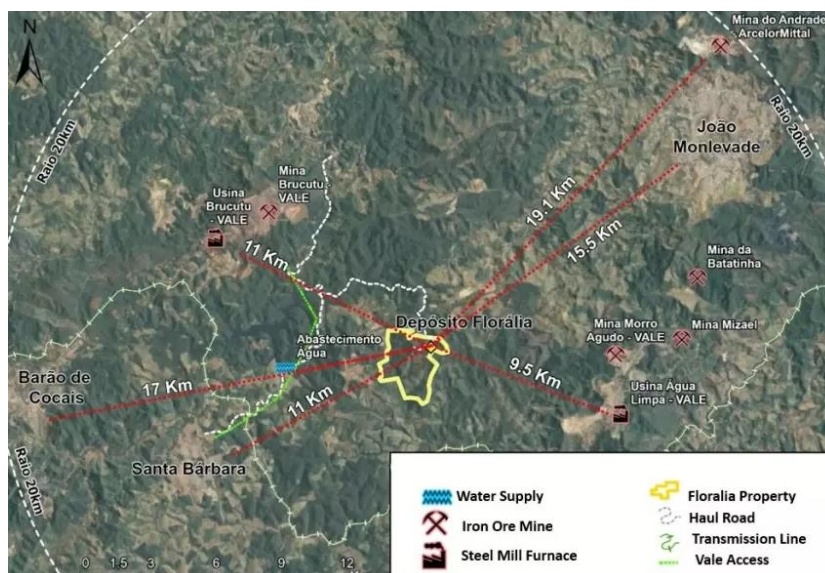 N
Mina do Andrade
- ArcelorMittal
Raio 20km
Raio 20km
João
Monlevade
Mina
Brucutu -
VALE
Usina
Brucutu
- VALE
19.1 Km
15.5 Km
11 Km
Mina da
Batatinha
Depósito Florália
Abastecimento
Água
Mina Morro
Agudo - VALE
Mina Mizael
Barão de
Cocais
17 Km
11 Km
9.5 Km
Usina Água
Limpa - VALE
Santa Bârbara
Raio 20km
0 1.5 3 6 9 12
Water Supply
Iron Ore Mine
Steel Mill Furnace
Floralia Property
Haul Road
Transmission Line
Vale Access